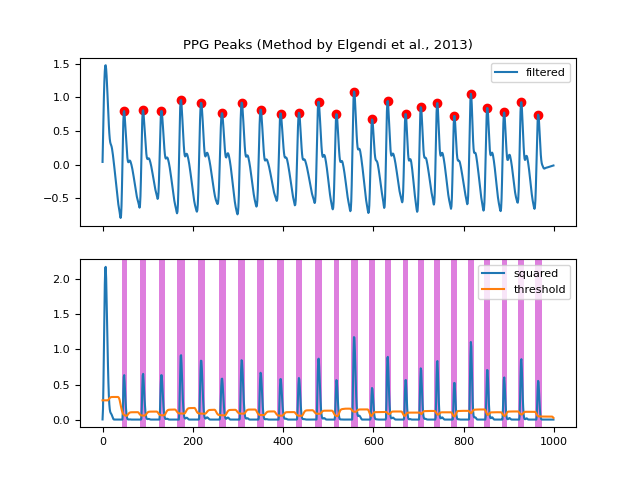 PPG Peaks (Method by Elgendi et al., 2013)
1.5
1.0
0.5
0.0
−0.5
filtered
2.0
1.5
1.0
0.5
0.0
squared
threshold
0 200 400 600 800 1000